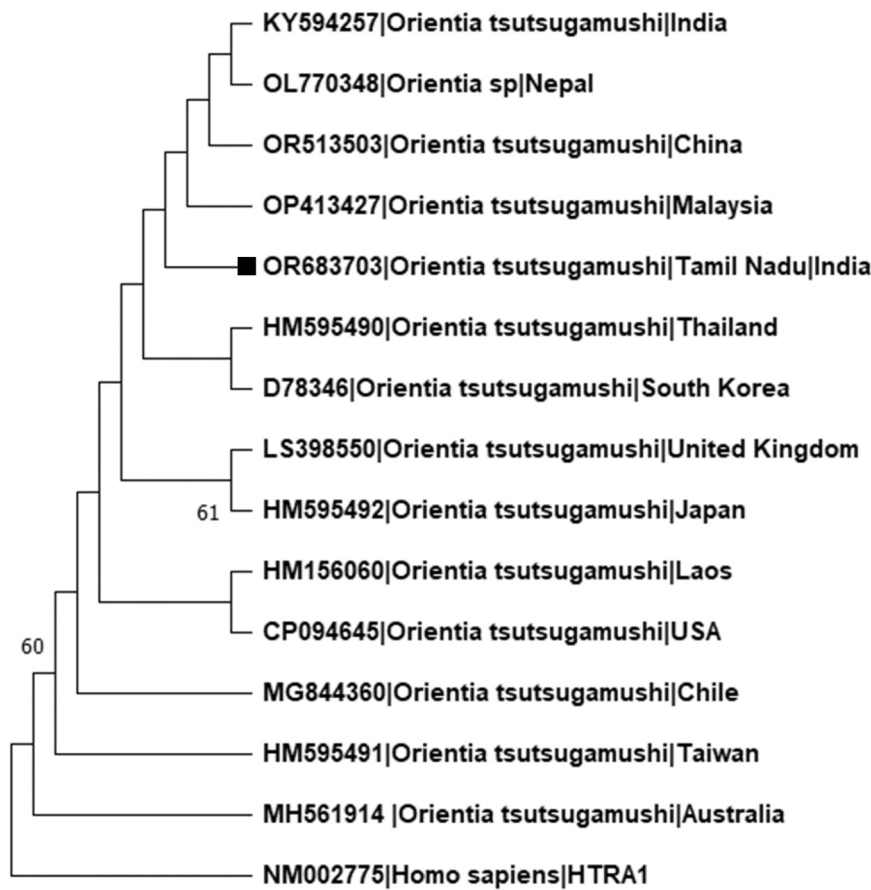 KY594257|Orientia tsutsugamushi|India
OL770348|Orientia sp|Nepal
OR513503|Orientia tsutsugamushi|China
OP413427|Orientia tsutsugamushi|Malaysia
OR683703|Orientia tsutsugamushi|Tamil Nadu|India
HM595490|Orientia tsutsugamushi|Thailand
D78346|Orientia tsutsugamushi|South Korea
LS398550|Orientia tsutsugamushi|United Kingdom
61
HM595492|Orientia tsutsugamushi|Japan
HM156060|Orientia tsutsugamushi|Laos
CP094645|Orientia tsutsugamushi|USA
60
MG844360|Orientia tsutsugamushi|Chile
HM595491|Orientia tsutsugamushi|Taiwan
MH561914 |Orientia tsutsugamushi|Australia
NM002775|Homo sapiens|HTRA1